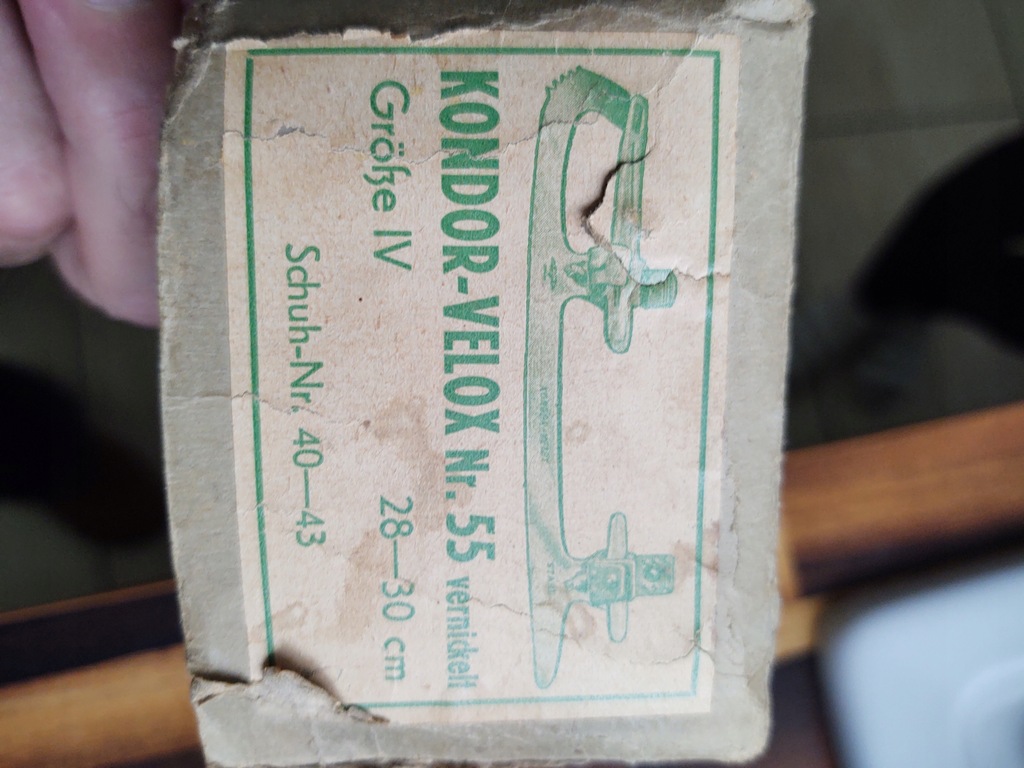 KONDOR-VELOX Nr. 55 vernickelt
Größe IV 28—30 cm
Schuh-Nr. 40—43